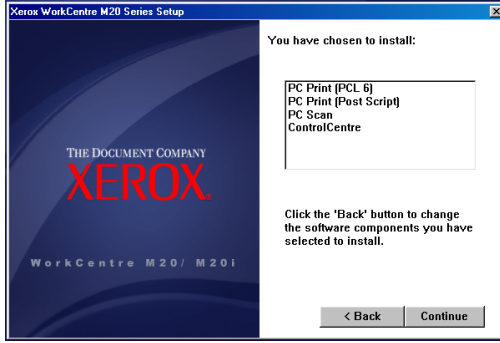 Xerox WorkCentre M20 Series Setup
You have chosen to install:
PC Print (PCL 6)
PC Print (Post Script)
PC Scan
ControlCentre
THE DOCUMENT COMPANY
XEROX.
WorkCentre M20/ M20i
Click the 'Back' button to change
the software components you have
selected to install.
< Back
Continue